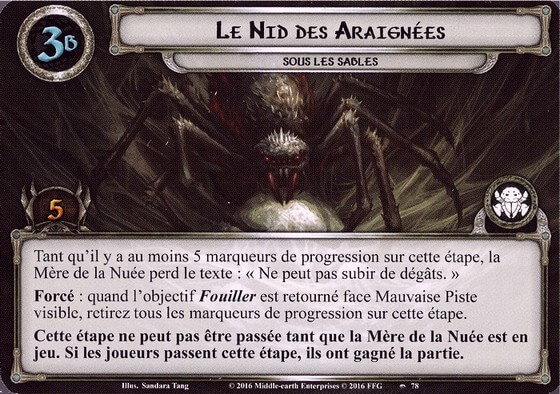 3B
LE NID DES ARAIGNÉES
SOUS LES SABLES
5
Tant qu'il y a au moins 5 marqueurs de progression sur cette étape, la
Mère de la Nuée perd le texte : « Ne peut pas subir de dégâts. »
Forcé : quand l'objectif Fouiller est retourné face Mauvaise Piste
visible, retirez tous les marqueurs de progression sur cette étape.
Cette étape ne peut pas être passée tant que la Mère de la Nuée est en
jeu. Si les joueurs passent cette étape, ils ont gagné la partie.
Illus. Sandara Tang © 2016 Middle-earth Enterprises © 2016 FFG 78